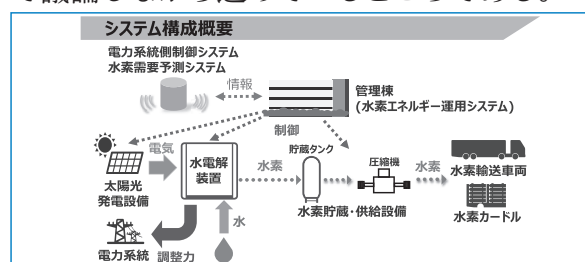 システム構成概要
電力系統側制御システム
水素需要予測システム
情報
管理棟
(水素エネルギー運用システム)
制御
電気
貯蔵タンク
圧縮機
水電解
装置
水素
水素
太陽光
発電設備
水素貯蔵・供給設備
水素輸送車両
水素カードル
水
電力系統
調整力